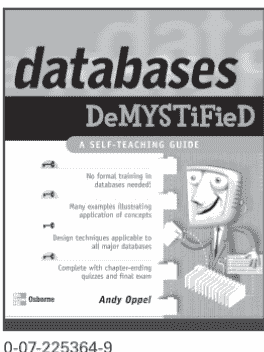 databases
DeMYSTiFieD
A SELF-TEACHING GUIDE
No formal training in
databases needed!
Many examples illustrating
application of concepts
Design techniques applicable to
all major databases
Complete with chapter-ending
quizzes and final exam
Osborne
Andy Oppel
0-07-225364-9